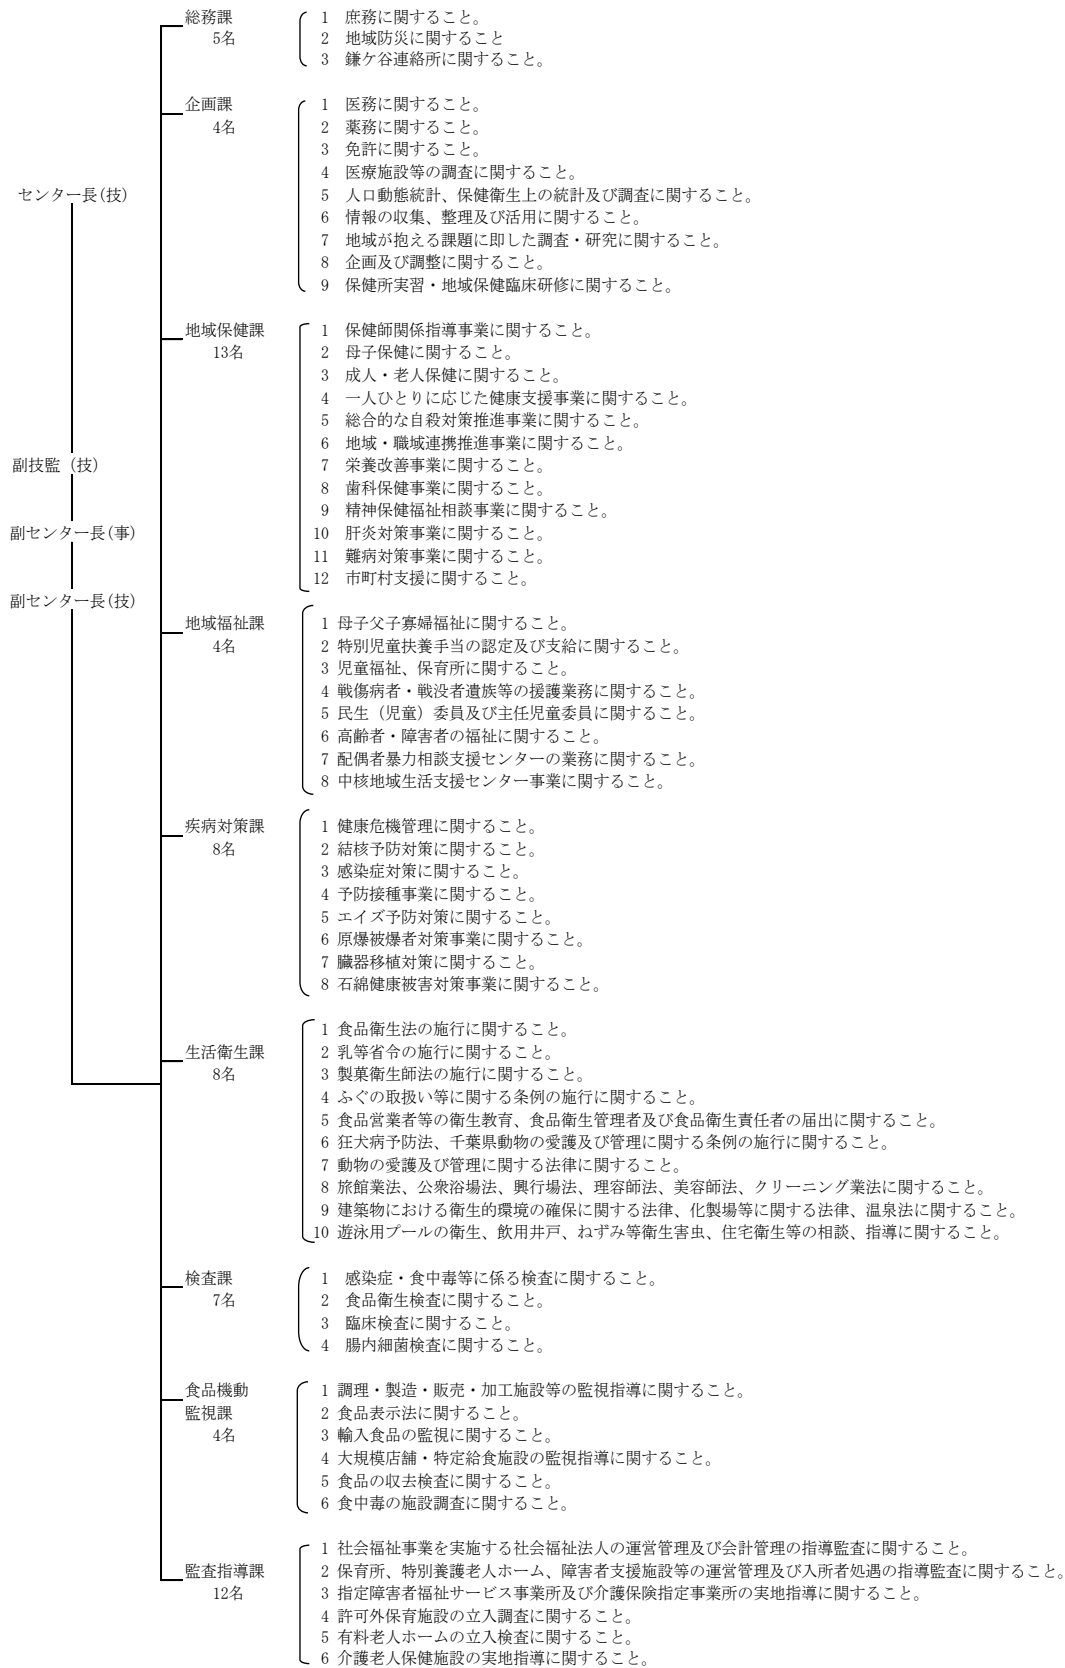 センター長(技)
副技監（技）
副センター長(事)
副センター長(技)
総務課
5名
1 庶務に関すること。
2 地域防災に関すること
3 鎌ケ谷連絡所に関すること。
企画課
4名
1 医務に関すること。
2 薬務に関すること。
3 免許に関すること。
4 医療施設等の調査に関すること。
5 人口動態統計、保健衛生上の統計及び調査に関すること。
6 情報の収集、整理及び活用に関すること。
7 地域が抱える課題に即した調査・研究に関すること。
8 企画及び調整に関すること。
9 保健所実習・地域保健臨床研修に関すること。
地域保健課
13名
1 保健師関係指導事業に関すること。
2 母子保健に関すること。
3 成人・老人保健に関すること。
4 一人ひとりに応じた健康支援事業に関すること。
5 総合的な自殺対策推進事業に関すること。
6 地域・職域連携推進事業に関すること。
7 栄養改善事業に関すること。
8 歯科保健事業に関すること。
9 精神保健福祉相談事業に関すること。
10 肝炎対策事業に関すること。
11 難病対策事業に関すること。
12 市町村支援に関すること。
地域福祉課
4名
1 母子父子寡婦福祉に関すること。
2 特別児童扶養手当の認定及び支給に関すること。
3 児童福祉、保育所に関すること。
4 戦傷病者・戦没者遺族等の援護業務に関すること。
5 民生（児童）委員及び主任児童委員に関すること。
6 高齢者・障害者の福祉に関すること。
7 配偶者暴力相談支援センターの業務に関すること。
8 中核地域生活支援センター事業に関すること。
疾病対策課
8名
1 健康危機管理に関すること。
2 結核予防対策に関すること。
3 感染症対策に関すること。
4 予防接種事業に関すること。
5 エイズ予防対策に関すること。
6 原爆被爆者対策事業に関すること。
7 臓器移植対策に関すること。
8 石綿健康被害対策事業に関すること。
生活衛生課
8名
1 食品衛生法の施行に関すること。
2 乳等省令の施行に関すること。
3 製菓衛生師法の施行に関すること。
4 ふぐの取扱い等に関する条例の施行に関すること。
5 食品営業者等の衛生教育、食品衛生管理者及び食品衛生責任者の届出に関すること。
6 狂犬病予防法、千葉県動物の愛護及び管理に関する条例の施行に関すること。
7 動物の愛護及び管理に関する法律に関すること。
8 旅館業法、公衆浴場法、興行場法、理容師法、美容師法、クリーニング業法に関すること。
9 建築物における衛生的環境の確保に関する法律、化製場等に関する法律、温泉法に関すること。
10 遊泳用プールの衛生、飲用井戸、ねずみ等衛生害虫、住宅衛生等の相談、指導に関すること。
検査課
7名
1 感染症・食中毒等に係る検査に関すること。
2 食品衛生検査に関すること。
3 臨床検査に関すること。
4 腸内細菌検査に関すること。
食品機動
監視課
4名
1 調理・製造・販売・加工施設等の監視指導に関すること。
2 食品表示法に関すること。
3 輸入食品の監視に関すること。
4 大規模店舗・特定給食施設の監視指導に関すること。
5 食品の収去検査に関すること。
6 食中毒の施設調査に関すること。
監査指導課
12名
1 社会福祉事業を実施する社会福祉法人の運営管理及び会計管理の指導監査に関すること。
2 保育所、特別養護老人ホーム、障害者支援施設等の運営管理及び入所者処遇の指導監査に関すること。
3 指定障害者福祉サービス事業所及び介護保険指定事業所の実地指導に関すること。
4 許可外保育施設の立入調査に関すること。
5 有料老人ホームの立入検査に関すること。
6 介護老人保健施設の実地指導に関すること。